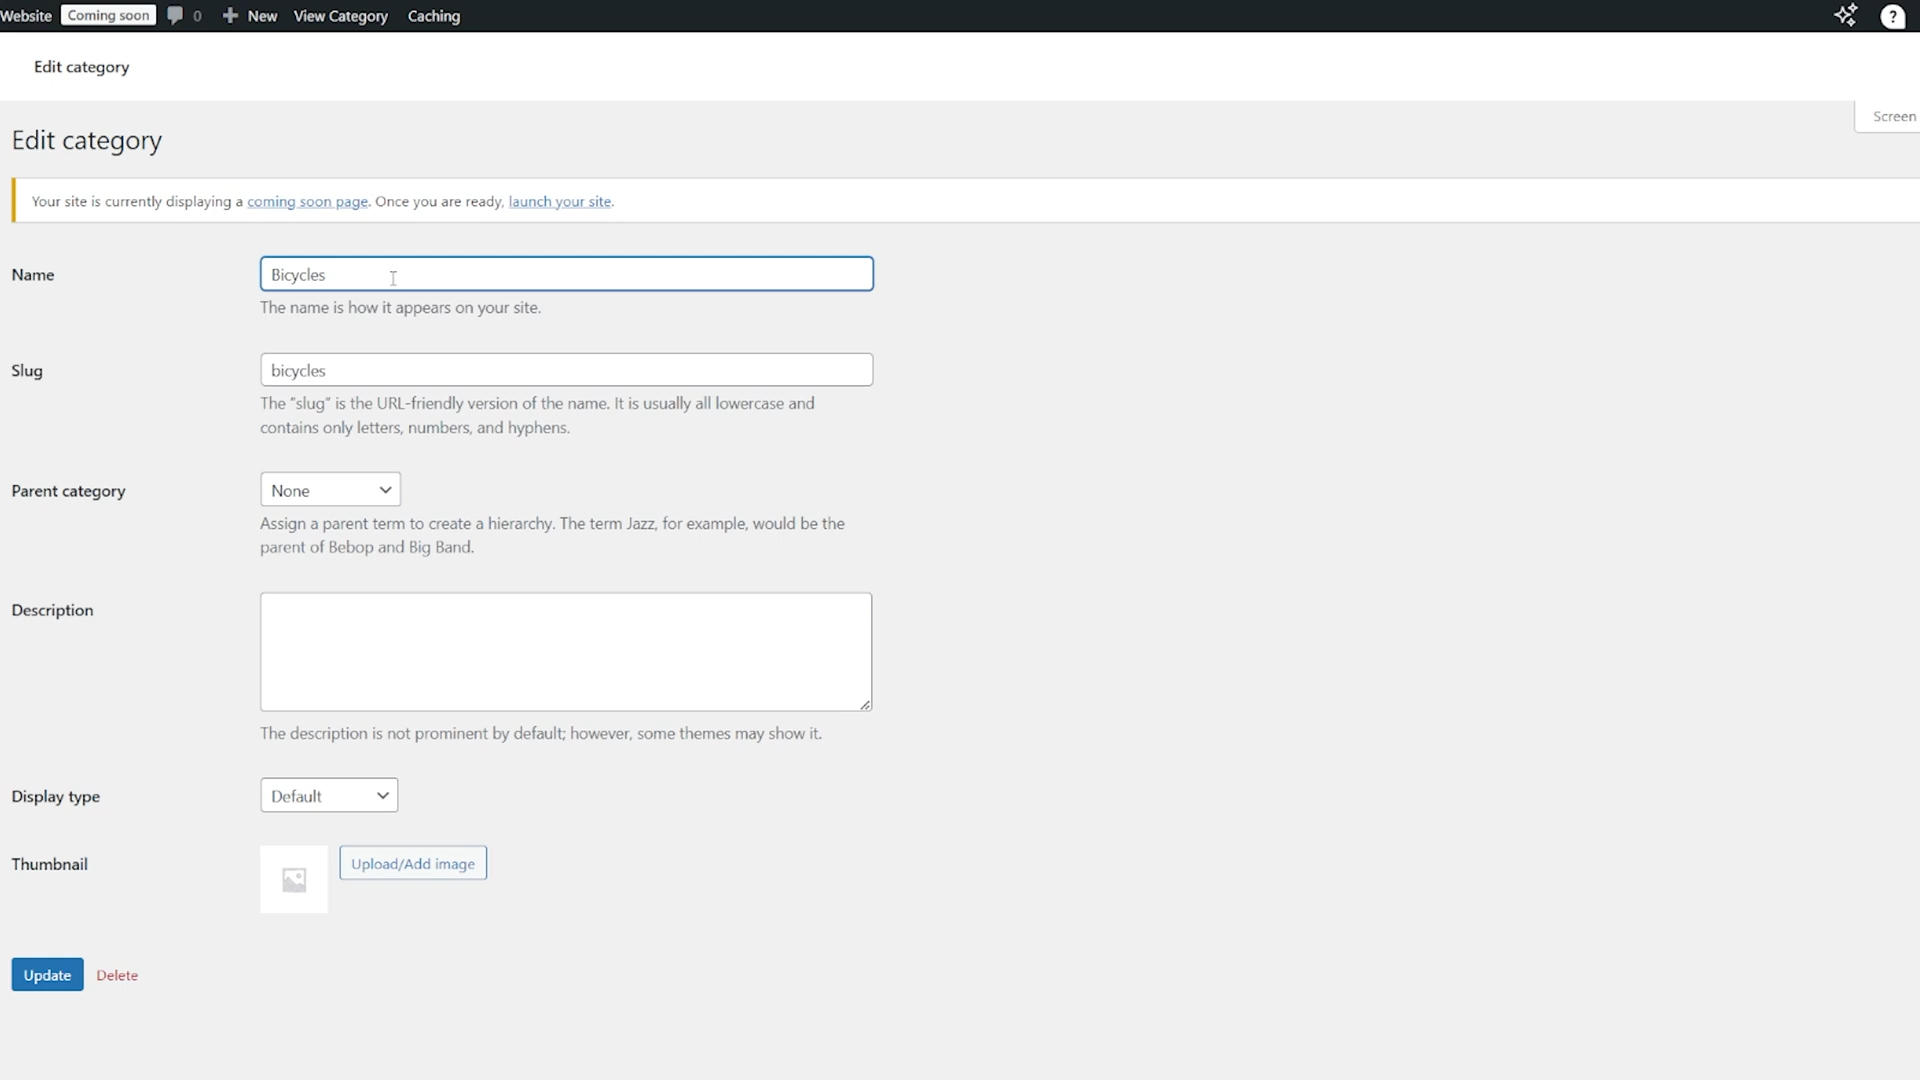 Website Coming soon 0 New View Category Caching ?
Edit category
Screen
Edit category
Your site is currently displaying a coming soon page. Once you are ready, launch your site.
Name Bicycles
The name is how it appears on your site.
Slug bicycles
The "slug" is the URL-friendly version of the name. It is usually all lowercase and
contains only letters, numbers, and hyphens.
Parent category None
Assign a parent term to create a hierarchy. The term Jazz, for example, would be the
parent of Bebop and Big Band.
Description
The description is not prominent by default; however, some themes may show it.
Display type Default
Thumbnail Upload/Add image
Update Delete